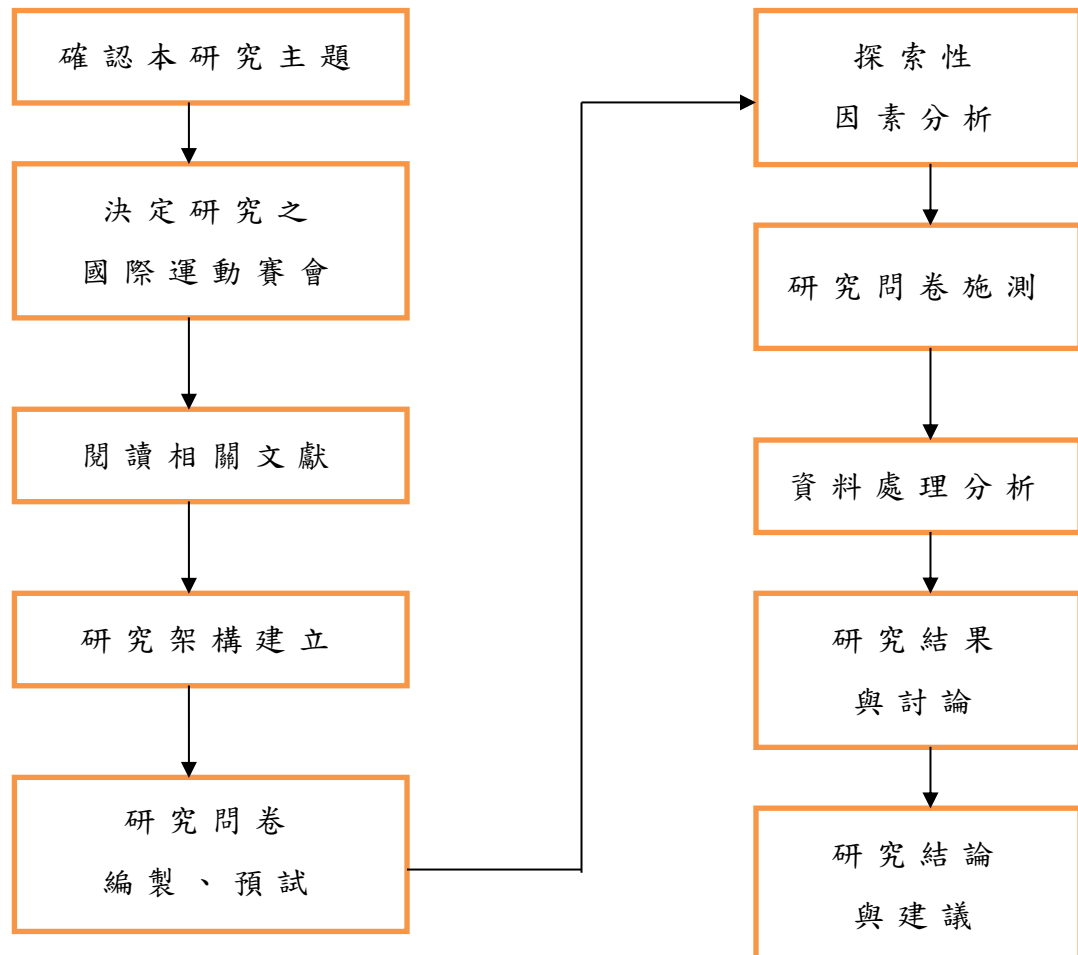 確認本研究主題
決定研究之
國際運動賽會
閱讀相關文獻
研究架構建立
研究問卷
編製、預試
探索性
因素分析
研究問卷施測
資料處理分析
研究結果
與討論
研究結論
與建議